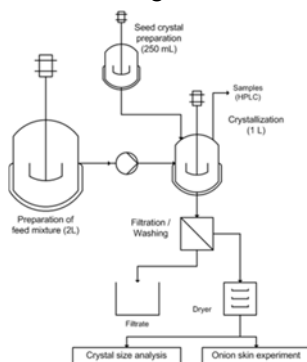 Seed crystal
preparation
(250 mL)
Samples
(HPLC)
Crystallization
(1 L)
Preparation of
feed mixture (2L)
Filtration /
Washing
Filtrate
Dryer
Crystal size analysis
Onion skin experiment